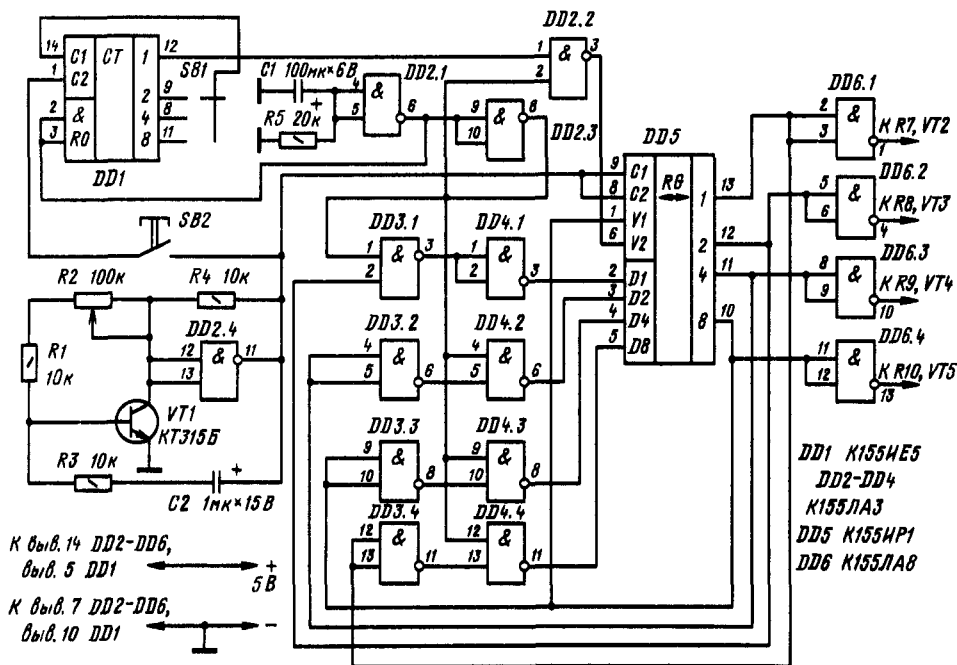 DD1
14 C1 CT 1 12
1 C2 2 9
2 & 4 8
3 R0 8 11
SB1
C1 100мк×6В
+
R5 20к
DD2.1
4 & 6
5
DD2.2
1 & 3
2
DD2.3
9 8
10
SB2
R2 100к
R4 10к
R1
10к
DD2.4
12 & 11
13
VT1
КТ315Б
R3 10к
+
C2 1мк×15В
DD3.1
1 & 3
2
DD4.1
1 & 3
2
DD3.2
4 & 6
5
DD4.2
4 & 6
5
DD3.3
9 & 8
10
DD4.3
9 & 8
10
DD3.4
12 & 11
13
DD4.4
12 & 11
13
DD5
9 C1 RG 1 13
8 C2 2 12
1 V1 4 11
6 V2 8 10
2 D1
3 D2
4 D4
5 D8
DD6.1
2 & 1
3
К R7, VT2
DD6.2
5 & 4
6
К R8, VT3
DD6.3
8 & 10
9
К R9, VT4
DD6.4
11 & 13
12
К R10, VT5
DD1 К155ИЕ5
DD2-DD4
К155ЛА3
DD5 К155ИР1
DD6 К155ЛА8
К выв. 14 DD2-DD6,
выв. 5 DD1
+
5В
К выв. 7 DD2-DD6,
выв. 10 DD1
-